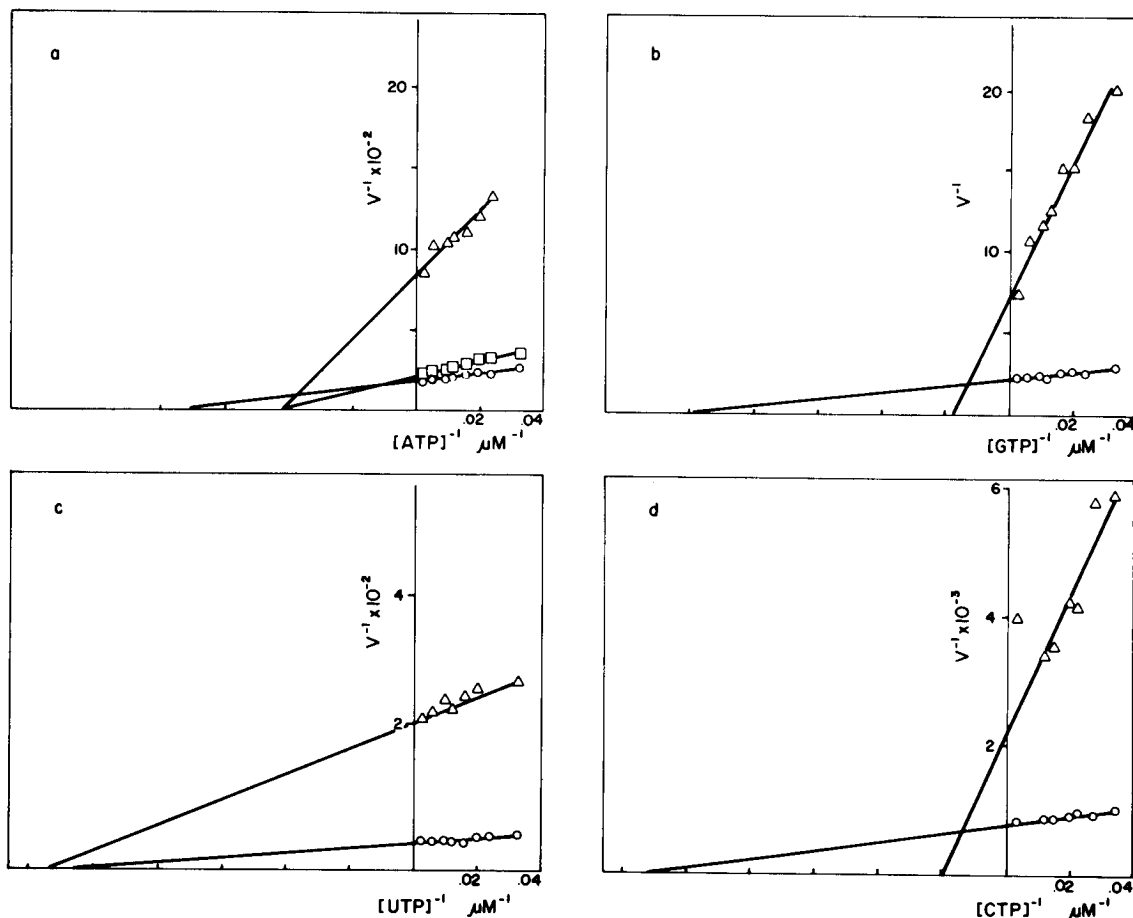 a
20
10
V⁻¹ x 10⁻²
.02 .04
[ATP]⁻¹ μM⁻¹
b
20
10
V⁻¹
.02 .04
[GTP]⁻¹ μM⁻¹
c
4
2
V⁻¹ x 10⁻²
.02 .04
[UTP]⁻¹ μM⁻¹
d
6
4
2
V⁻¹ x 10⁻³
.02 .04
[CTP]⁻¹ μM⁻¹